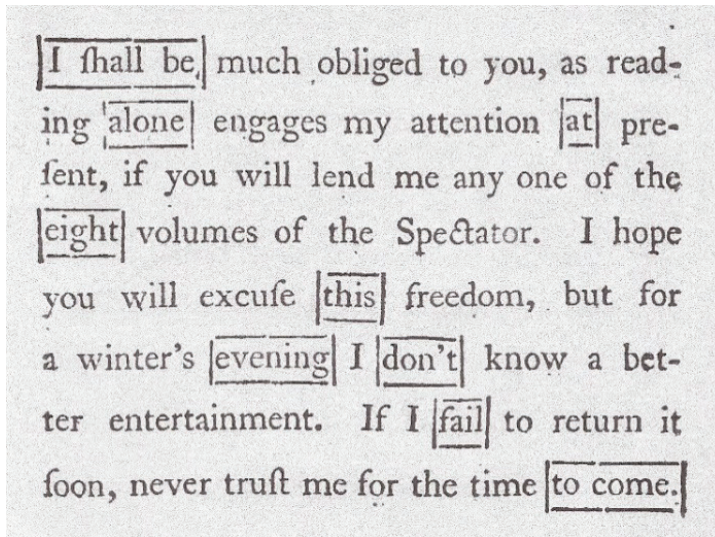 I ſhall be, much obliged to you, as read-
ing alone engages my attention at pre-
ſent, if you will lend me any one of the
eight volumes of the Spectator. I hope
you will excuſe this freedom, but for
a winter's evening I don't know a bet-
ter entertainment. If I fail to return it
ſoon, never truſt me for the time to come.